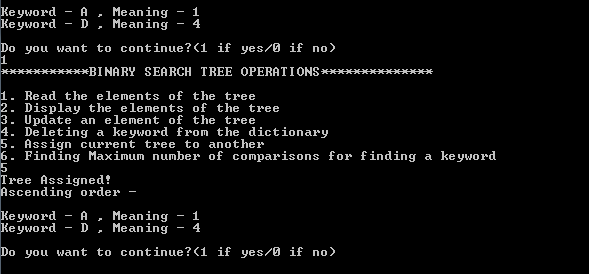 Keyword - A , Meaning - 1
Keyword - D , Meaning - 4
Do you want to continue?(1 if yes/0 if no)
1
***********BINARY SEARCH TREE OPERATIONS**************
1. Read the elements of the tree
2. Display the elements of the tree
3. Update an element of the tree
4. Deleting a keyword from the dictionary
5. Assign current tree to another
6. Finding Maximum number of comparisons for finding a keyword
5
Tree Assigned!
Ascending order -
Keyword - A , Meaning - 1
Keyword - D , Meaning - 4
Do you want to continue?(1 if yes/0 if no)